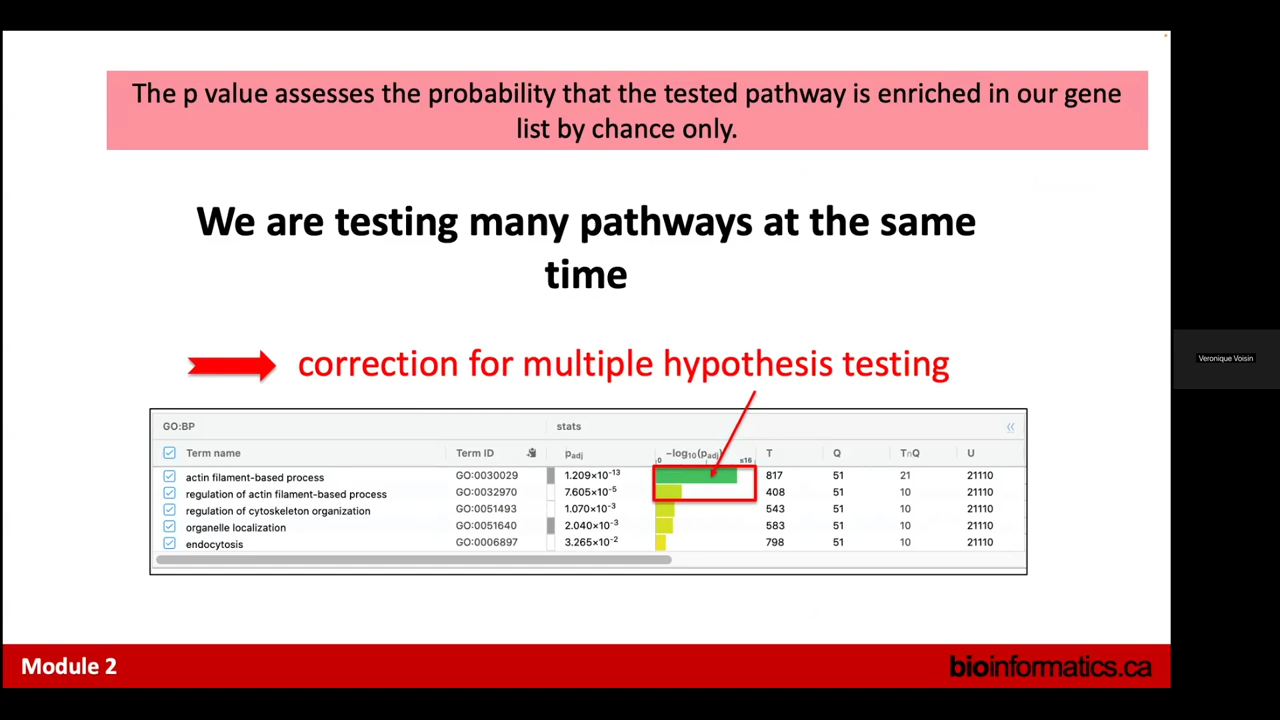 The p value assesses the probability that the tested pathway is enriched in our gene
list by chance only.
We are testing many pathways at the same
time
correction for multiple hypothesis testing
GO:BP stats «
Term name Term ID padj −log10(padj) T Q T∩Q U
0 ≤16
actin filament-based process GO:0030029 1.209×10-13 817 51 21 21110
regulation of actin filament-based process GO:0032970 7.605×10-5 408 51 10 21110
regulation of cytoskeleton organization GO:0051493 1.070×10-3 543 51 10 21110
organelle localization GO:0051640 2.040×10-3 583 51 10 21110
endocytosis GO:0006897 3.265×10-2 798 51 10 21110
Veronique Voisin
Module 2
bioinformatics.ca